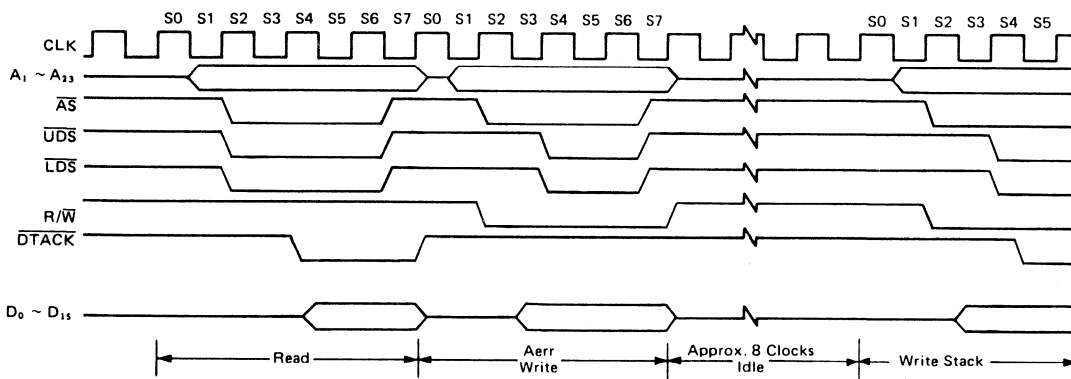 S0 S1 S2 S3 S4 S5 S6 S7 S0 S1 S2 S3 S4 S5 S6 S7 S0 S1 S2 S3 S4 S5
CLK
A1 ~ A23
AS
UDS
LDS
R/W
DTACK
D0 ~ D15
Read
Aerr
Write
Approx. 8 Clocks
Idle
Write Stack